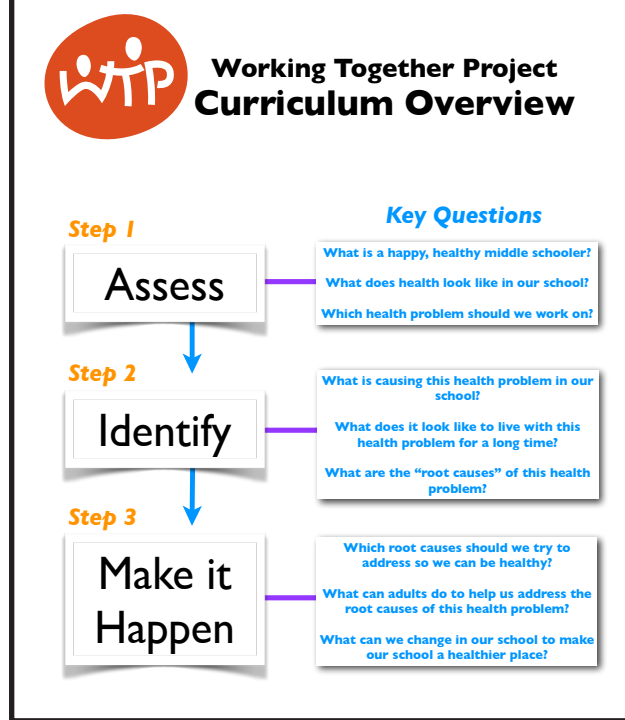 WTP
Working Together Project
Curriculum Overview
Key Questions
Step 1
Assess
What is a happy, healthy middle schooler?
What does health look like in our school?
Which health problem should we work on?
Step 2
Identify
What is causing this health problem in our
school?
What does it look like to live with this
health problem for a long time?
What are the “root causes” of this health
problem?
Step 3
Make it
Happen
Which root causes should we try to
address so we can be healthy?
What can adults do to help us address the
root causes of this health problem?
What can we change in our school to make
our school a healthier place?